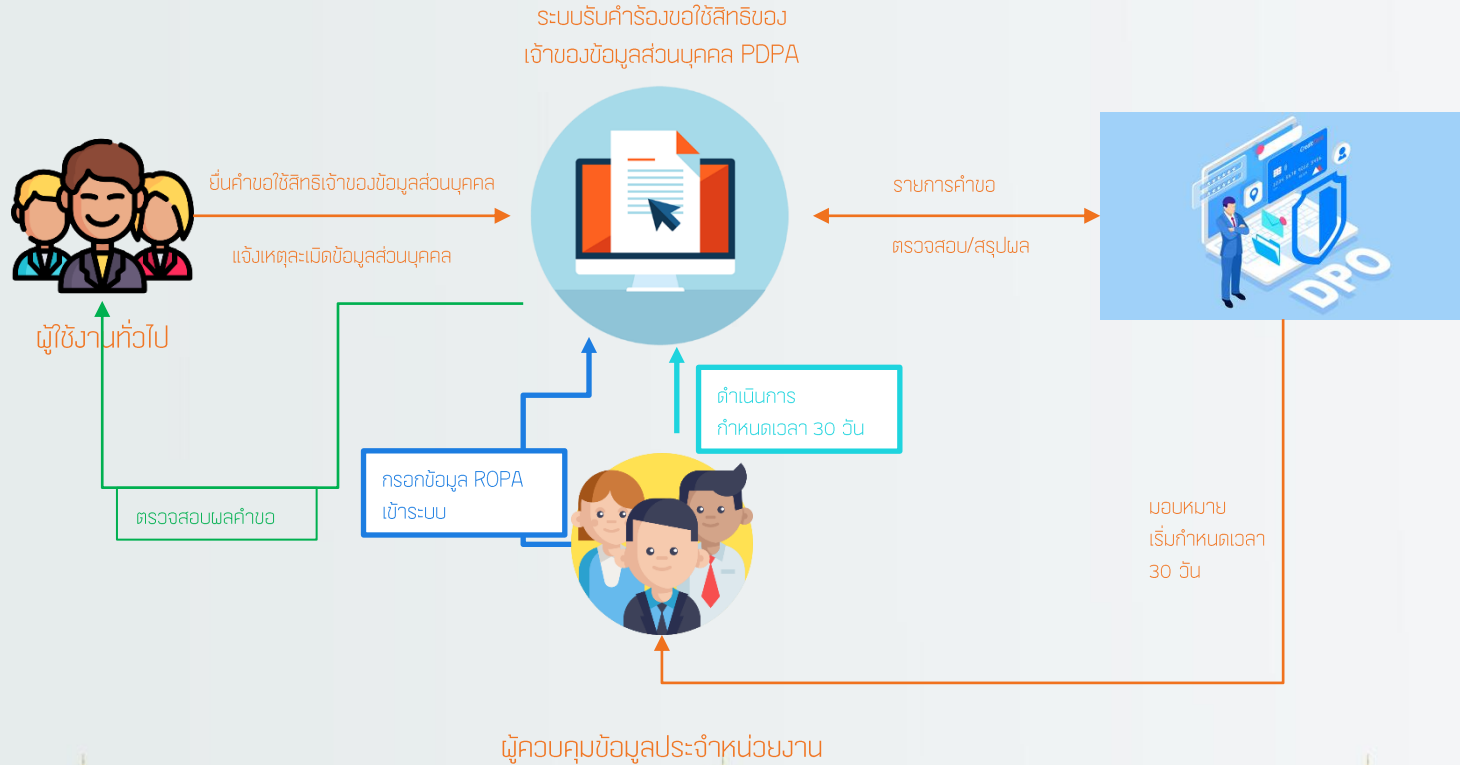 ระบบรับคำร้องขอใช้สิทธิของ
เจ้าของข้อมูลส่วนบุคคล PDPA
ยื่นคำขอใช้สิทธิเจ้าของข้อมูลส่วนบุคคล
แจ้งเหตุละเมิดข้อมูลส่วนบุคคล
รายการคำขอ
ตรวจสอบ/สรุปผล
DPO
ผู้ใช้งานทั่วไป
ดำเนินการ
กำหนดเวลา 30 วัน
กรอกข้อมูล ROPA
เข้าระบบ
ตรวจสอบผลคำขอ
มอบหมาย
เริ่มกำหนดเวลา
30 วัน
ผู้ควบคุมข้อมูลประจำหน่วยงาน